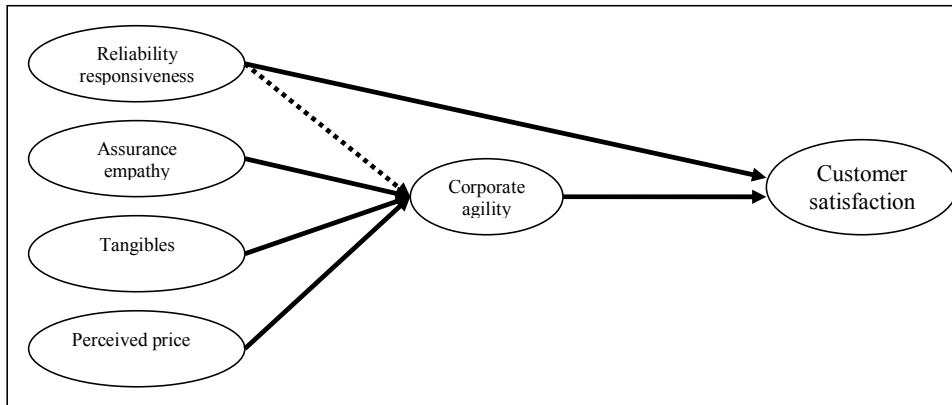 Reliability
responsiveness
Assurance
empathy
Tangibles
Perceived price
Corporate
agility
Customer
satisfaction